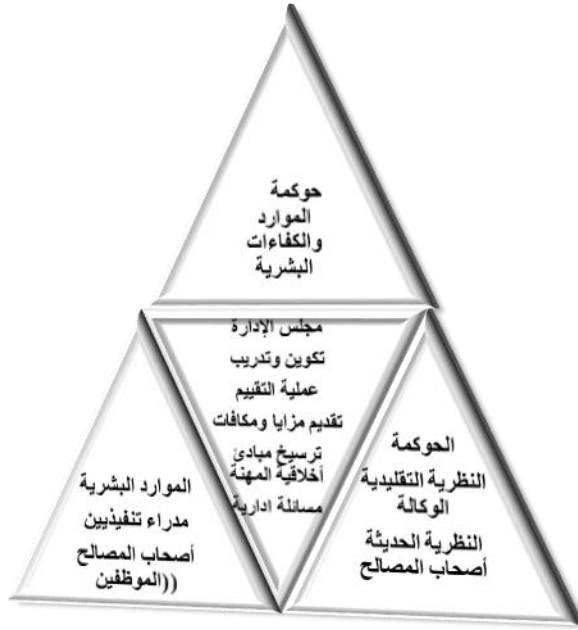 حوكمة
الموارد
والكفاءات
البشرية
مجلس الإدارة
تكوين وتدريب
عملية التقييم
تقديم مزايا ومكافات
ترسيخ مبادئ
أخلاقية المهنة
مسائلة ادارية
الحوكمة
النظرية التقليدية
الوكالة
النظرية الحديثة
أصحاب المصالح
الموارد البشرية
مدراء تنفيذيين
أصحاب المصالح
((الموظفين